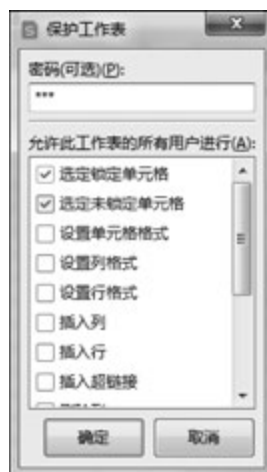 保护工作表
密码(可选)(P):
***
允许此工作表的所有用户进行(A):
选定锁定单元格
选定未锁定单元格
设置单元格格式
设置列格式
设置行格式
插入列
插入行
插入超链接
确定
取消